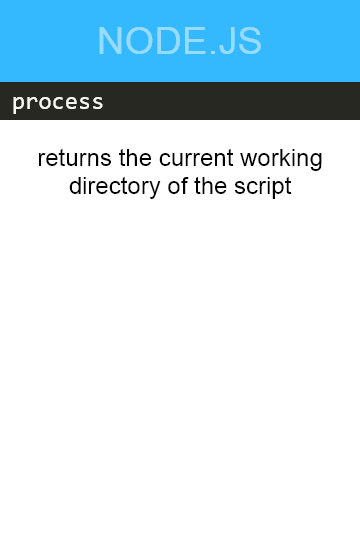 NODE.JS
process
returns the current working
directory of the script